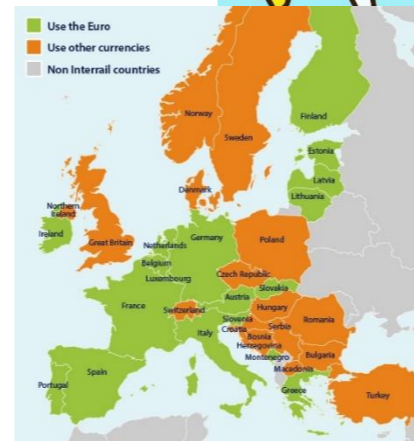 Use the Euro
Use other currencies
Non Interrail countries
Norway
Sweden
Finland
Estonia
Latvia
Lithuania
Denmark
Northern
Ireland
Ireland
Great Britain
Netherlands
Germany
Poland
Belgium
Luxembourg
Czech Republic
Slovakia
France
Austria
Switzerland
Hungary
Slovenia
Croatia
Romania
Italy
Bosnia
Herzegovina
Serbia
Montenegro
Bulgaria
Macedonia
Portugal
Spain
Greece
Turkey